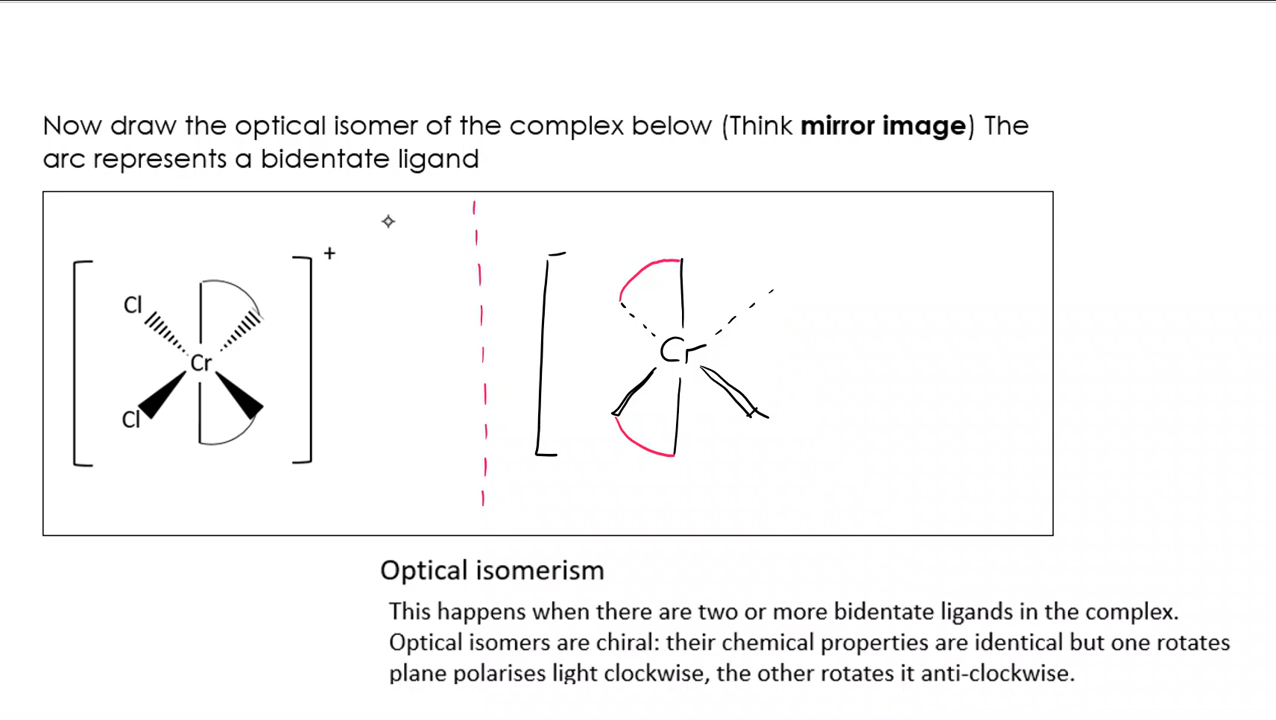 Now draw the optical isomer of the complex below (Think mirror image) The
arc represents a bidentate ligand
+
Cl
Cr
Cl
Cr
Optical isomerism
This happens when there are two or more bidentate ligands in the complex.
Optical isomers are chiral: their chemical properties are identical but one rotates
plane polarises light clockwise, the other rotates it anti-clockwise.